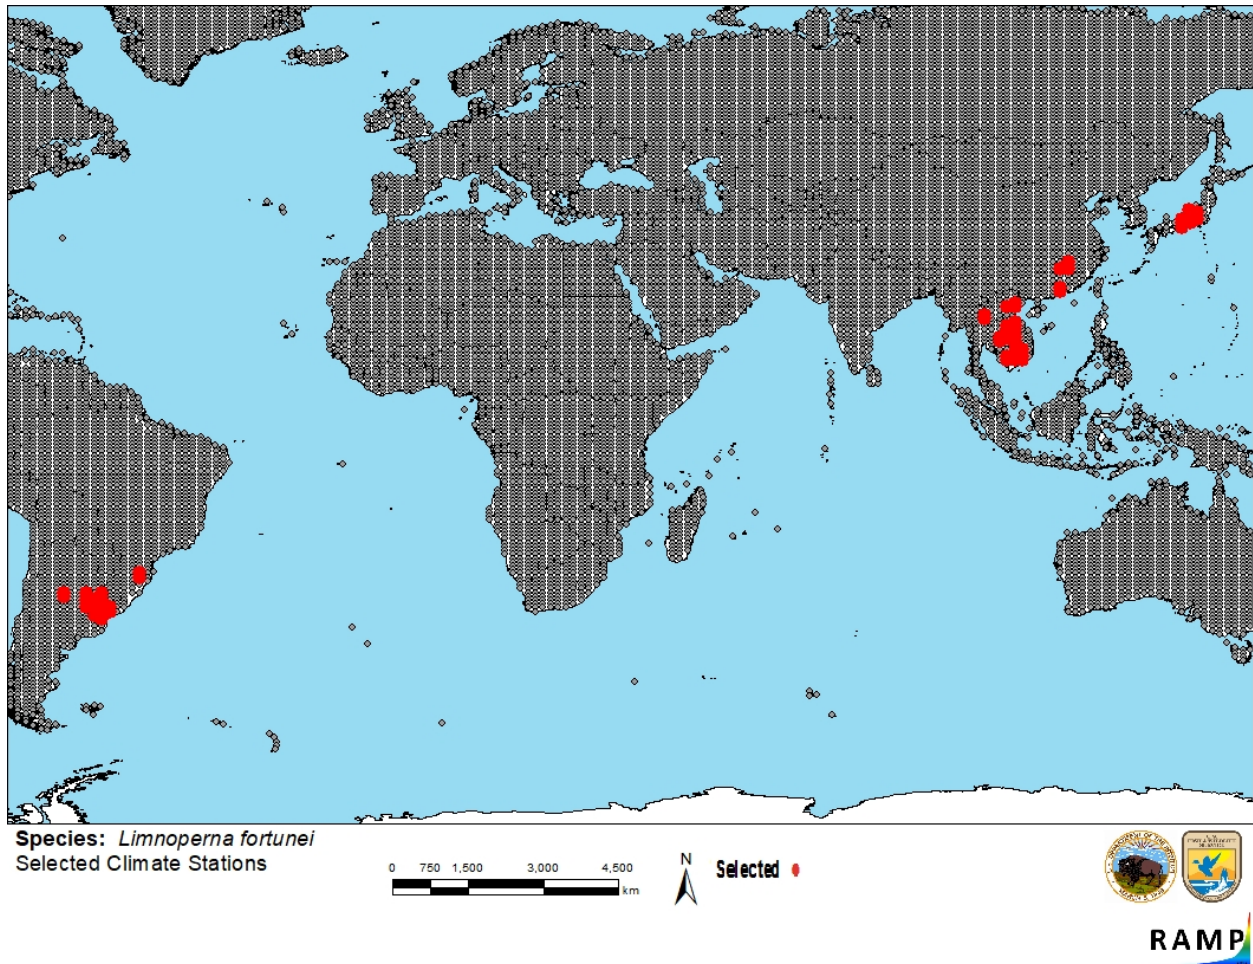 Species: Limnoperna fortunei
Selected Climate Stations
0 750 1,500 3,000 4,500
km
N
Selected
RAMP